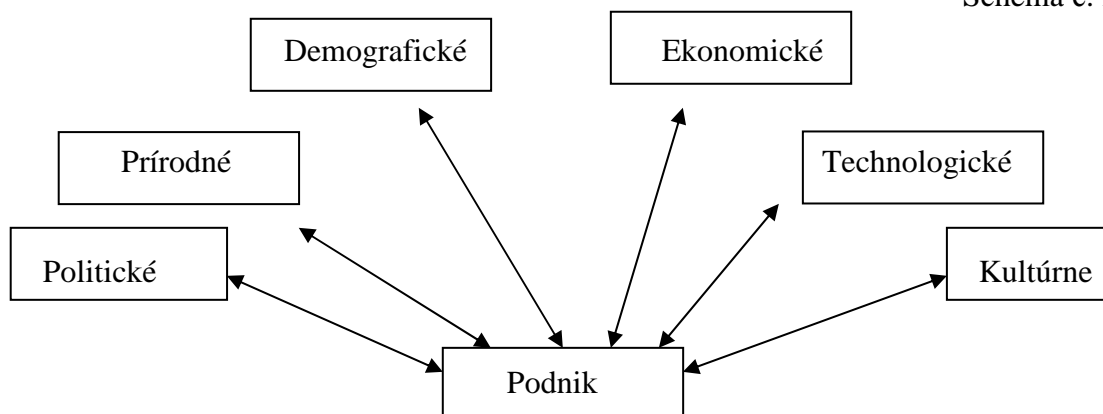 Schéma č.
Demografické
Ekonomické
Prírodné
Technologické
Politické
Kultúrne
Podnik